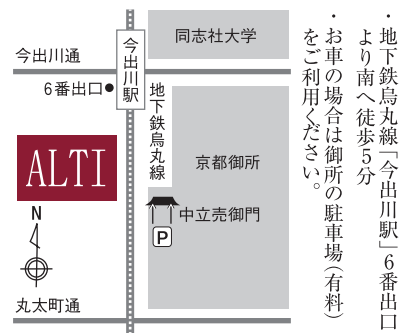 ・地下鉄烏丸線「今出川駅」6番出口
より南へ徒歩5分
・お車の場合は御所の駐車場(有料)
をご利用ください。
同志社大学
今出川通
今出川駅
6番出口
地下鉄烏丸線
京都御所
ALTI
中立売御門
N
P
丸太町通